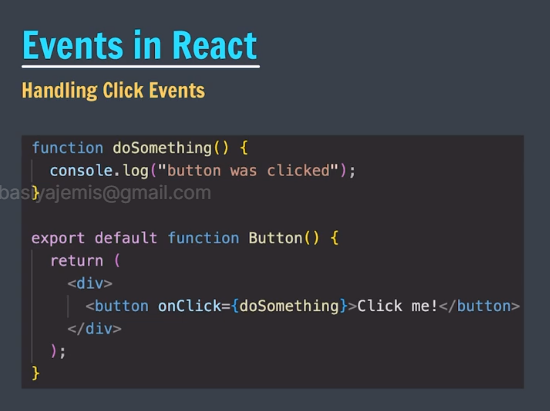 Events in React
Handling Click Events
function doSomething() {
console.log("button was clicked");
}
basiyajemis@gmail.com
export default function Button() {
return (
<div>
<button onClick={doSomething}>Click me!</button>
</div>
);
}